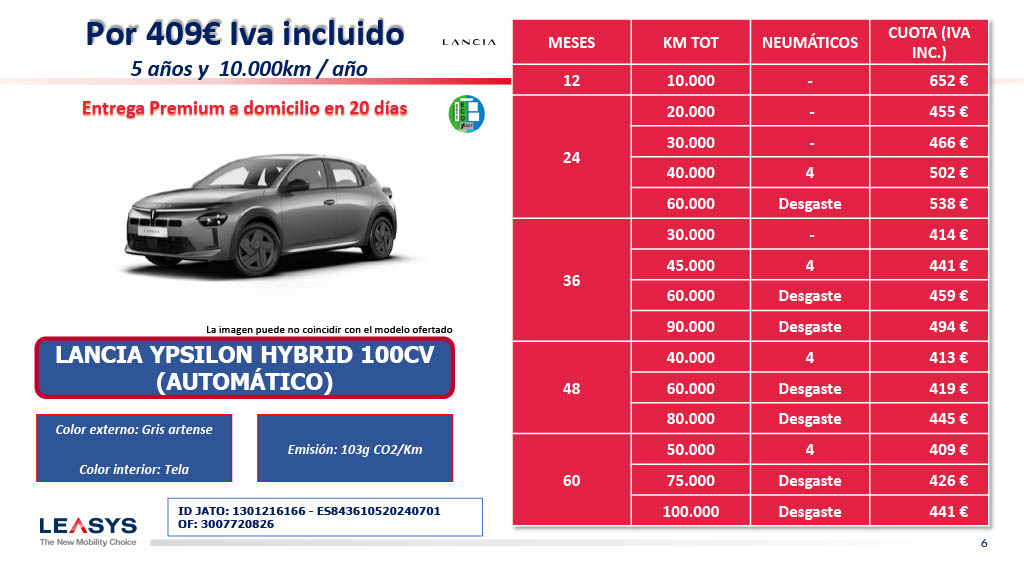 Por 409€ Iva incluido
5 años y 10.000km / año
LANCIA
Entrega Premium a domicilio en 20 días
LANCIA
La imagen puede no coincidir con el modelo ofertado
LANCIA YPSILON HYBRID 100CV
(AUTOMÁTICO)
Color externo: Gris artense
Color interior: Tela
Emisión: 103g CO2/Km
ID JATO: 1301216166 - ES843610520240701
OF: 3007720826
LEASYS
The New Mobility Choice
MESES KM TOT NEUMÁTICOS CUOTA (IVA
INC.)
12 10.000 - 652 €
24 20.000 - 455 €
30.000 - 466 €
40.000 4 502 €
60.000 Desgaste 538 €
36 30.000 - 414 €
45.000 4 441 €
60.000 Desgaste 459 €
90.000 Desgaste 494 €
48 40.000 4 413 €
60.000 Desgaste 419 €
80.000 Desgaste 445 €
60 50.000 4 409 €
75.000 Desgaste 426 €
100.000 Desgaste 441 €
6